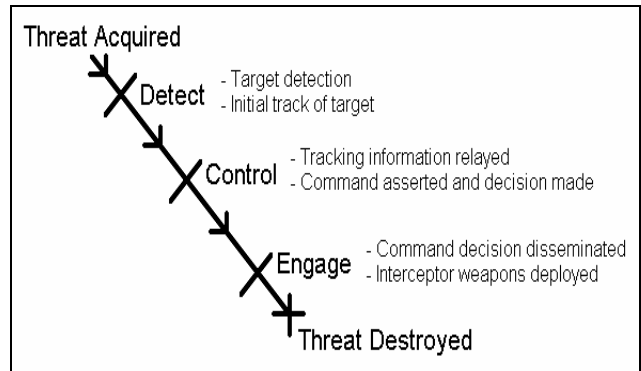 Threat Acquired
Detect
- Target detection
- Initial track of target
Control
- Tracking information relayed
- Command asserted and decision made
Engage
- Command decision disseminated
- Interceptor weapons deployed
Threat Destroyed